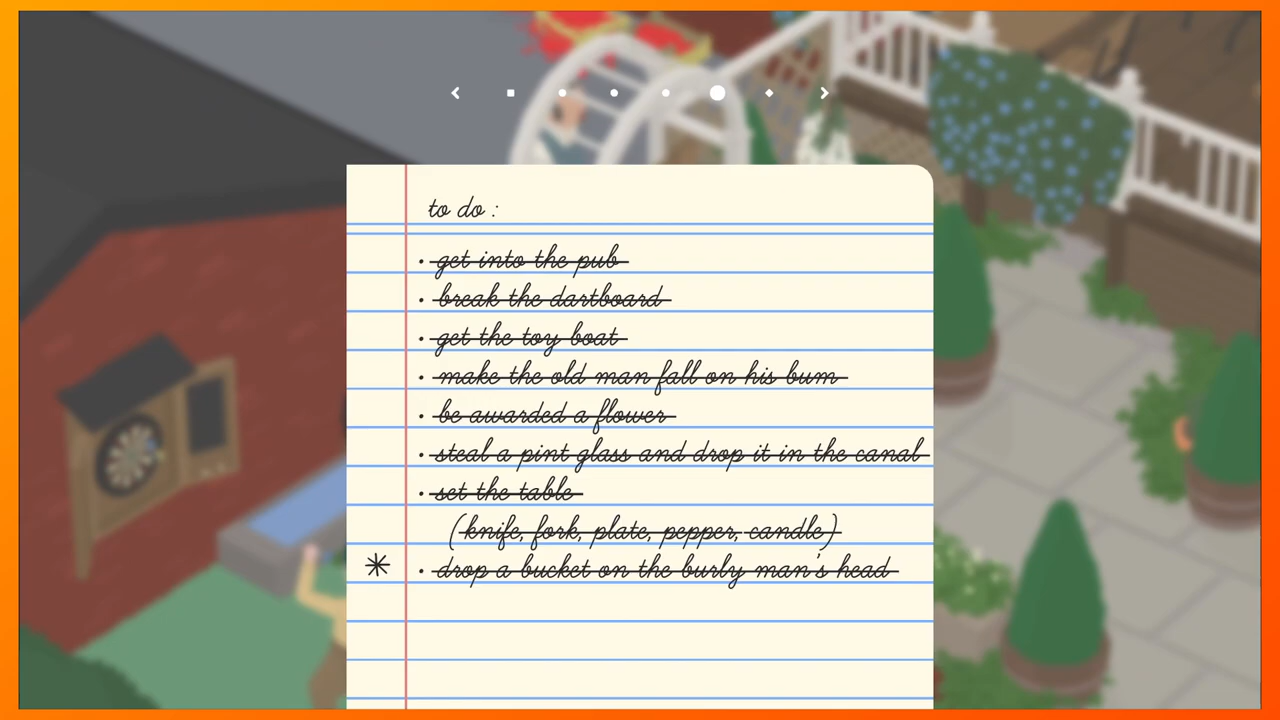 to do :
• get into the pub
• break the dartboard
• get the toy boat
• make the old man fall on his bum
• be awarded a flower
• steal a pint glass and drop it in the canal
• set the table
(knife, fork, plate, pepper, candle)
• drop a bucket on the burly man's head